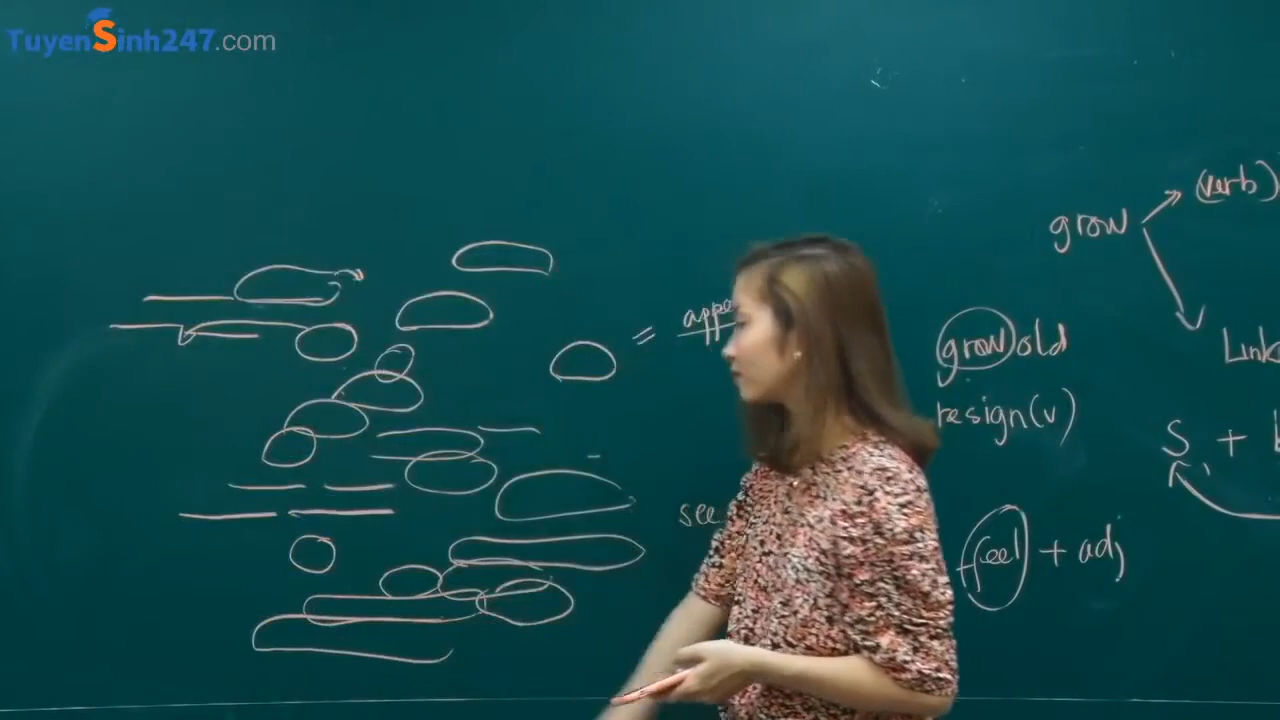 TuyenSinh247.com
grow
(verb)
= appe
grow old
Link
resign (v)
S +
see
feel + adj